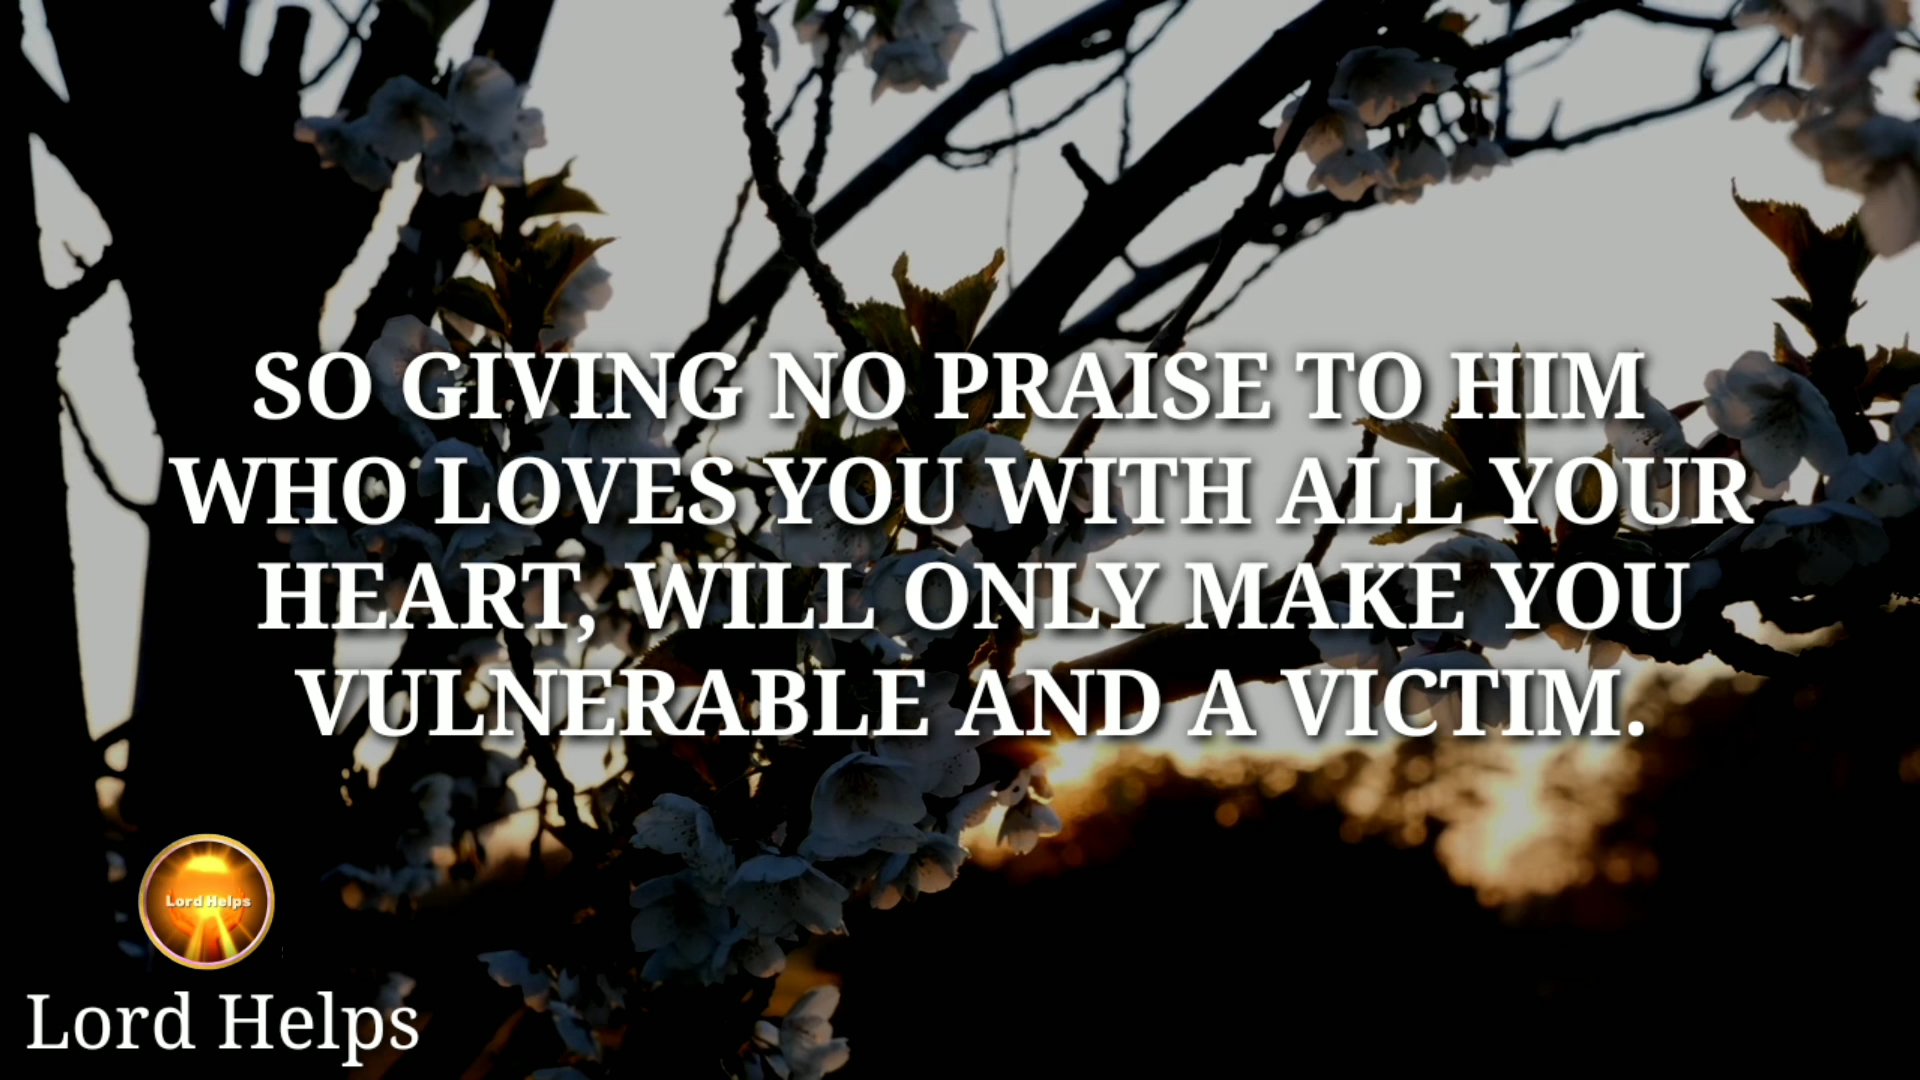 SO GIVING NO PRAISE TO HIM
WHO LOVES YOU WITH ALL YOUR
HEART, WILL ONLY MAKE YOU
VULNERABLE AND A VICTIM.
Lord Helps
Lord Helps